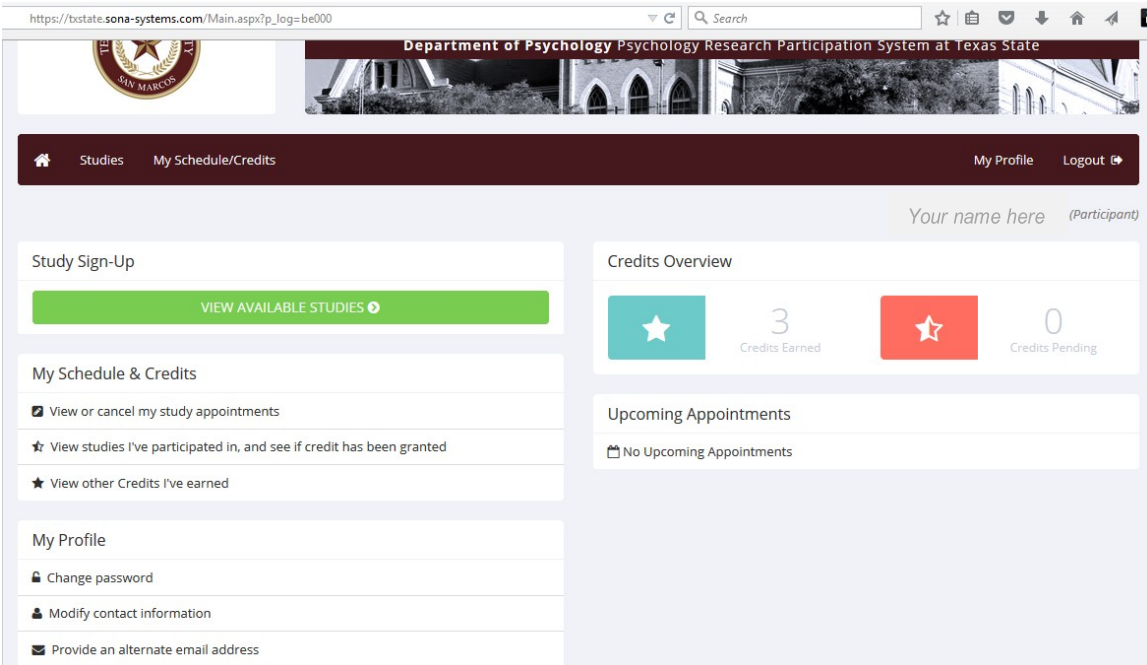 https://txstate.sona-systems.com/Main.aspx?p_log=be000
Search
SAN MARCOS
Department of Psychology Psychology Research Participation System at Texas State
Studies My Schedule/Credits My Profile Logout
Your name here (Participant)
Study Sign-Up
VIEW AVAILABLE STUDIES
My Schedule & Credits
View or cancel my study appointments
View studies I've participated in, and see if credit has been granted
View other Credits I've earned
My Profile
Change password
Modify contact information
Provide an alternate email address
Credits Overview
3
Credits Earned
0
Credits Pending
Upcoming Appointments
No Upcoming Appointments